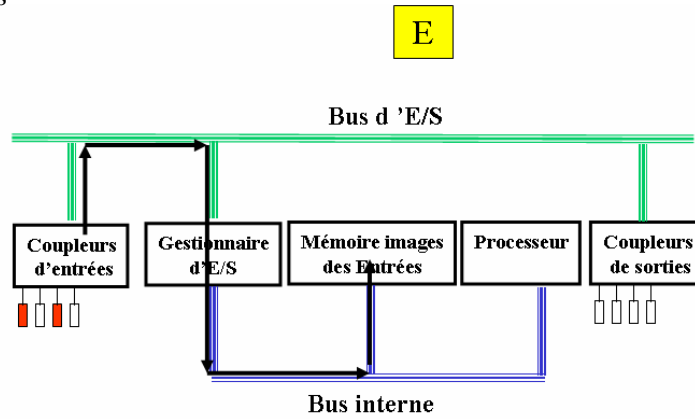 E
Bus d ’E/S
Coupleurs
d’entrées
Gestionnaire
d’E/S
Mémoire images
des Entrées
Processeur
Coupleurs
de sorties
Bus interne